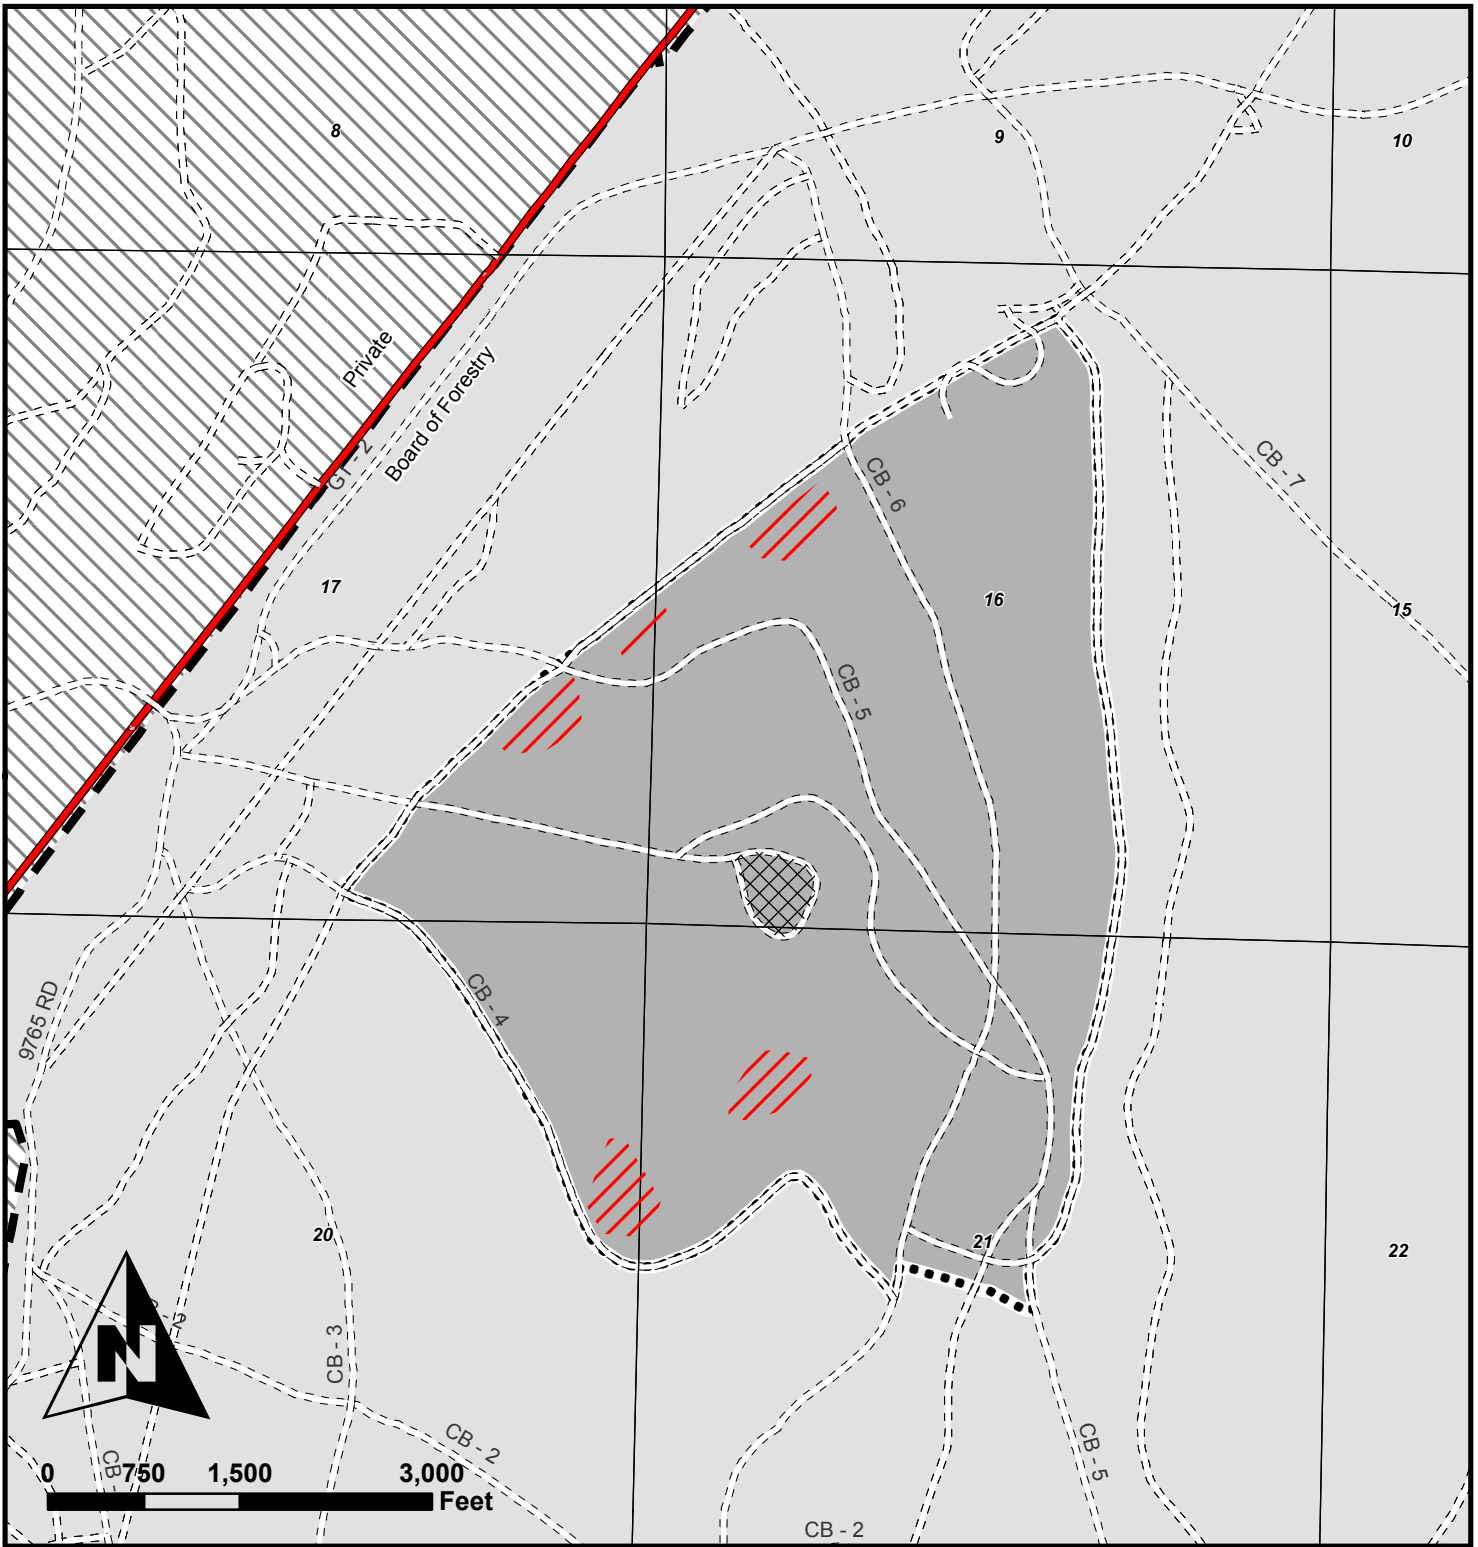 8
9
10
Private
Board of Forestry
GT - 2
CB - 6
CB - 7
17
16
15
CB - 5
CB - 4
9765 RD
20
21
22
CB - 3
N
CB - 2
CB - 5
0 750 1,500 3,000
Feet
CB -
CB - 2